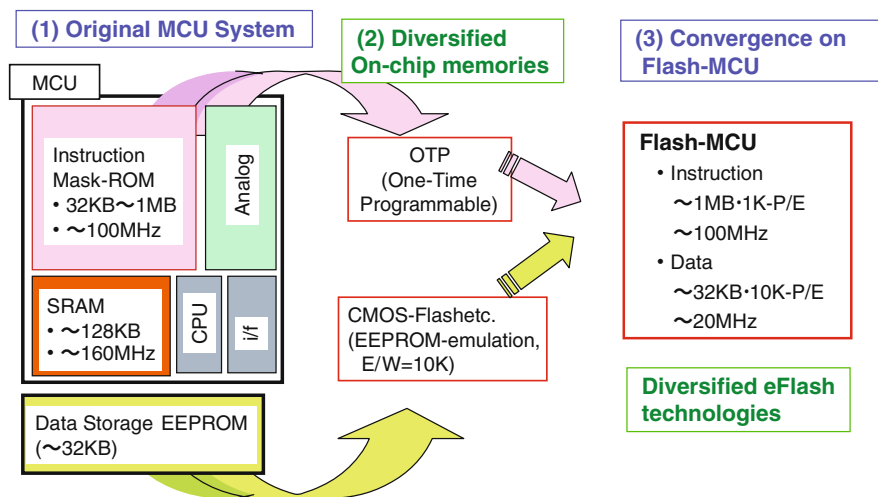 (1) Original MCU System
MCU
Instruction
Mask-ROM
• 32KB～1MB
• ～100MHz
Analog
SRAM
• ～128KB
• ～160MHz
CPU
i/f
Data Storage EEPROM
(～32KB)
(2) Diversified
On-chip memories
OTP
(One-Time
Programmable)
CMOS-Flashetc.
(EEPROM-emulation,
E/W=10K)
(3) Convergence on
Flash-MCU
Flash-MCU
• Instruction
～1MB･1K-P/E
～100MHz
• Data
～32KB･10K-P/E
～20MHz
Diversified eFlash
technologies